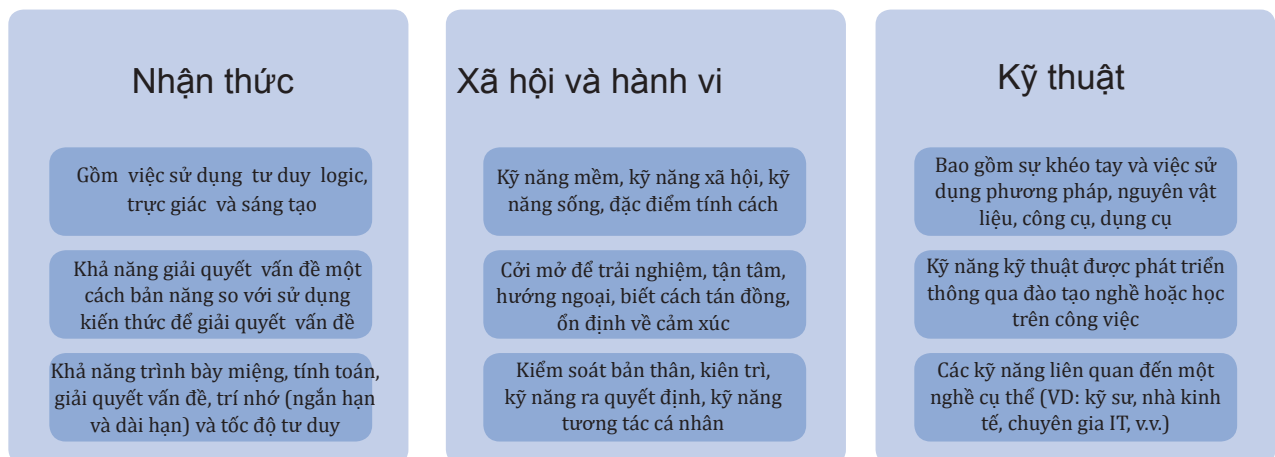 Nhận thức
Gồm việc sử dụng tư duy logic,
trực giác và sáng tạo
Khả năng giải quyết vấn đề một
cách bản năng so với sử dụng
kiến thức để giải quyết vấn đề
Khả năng trình bày miệng, tính toán,
giải quyết vấn đề, trí nhớ (ngắn hạn
và dài hạn) và tốc độ tư duy
Xã hội và hành vi
Kỹ năng mềm, kỹ năng xã hội, kỹ
năng sống, đặc điểm tính cách
Cởi mở để trải nghiệm, tận tâm,
hướng ngoại, biết cách tán đồng,
ổn định về cảm xúc
Kiểm soát bản thân, kiên trì,
kỹ năng ra quyết định, kỹ năng
tương tác cá nhân
Kỹ thuật
Bao gồm sự khéo tay và việc sử
dụng phương pháp, nguyên vật
liệu, công cụ, dụng cụ
Kỹ năng kỹ thuật được phát triển
thông qua đào tạo nghề hoặc học
trên công việc
Các kỹ năng liên quan đến một
nghề cụ thể (VD: kỹ sư, nhà kinh
tế, chuyên gia IT, v.v.)